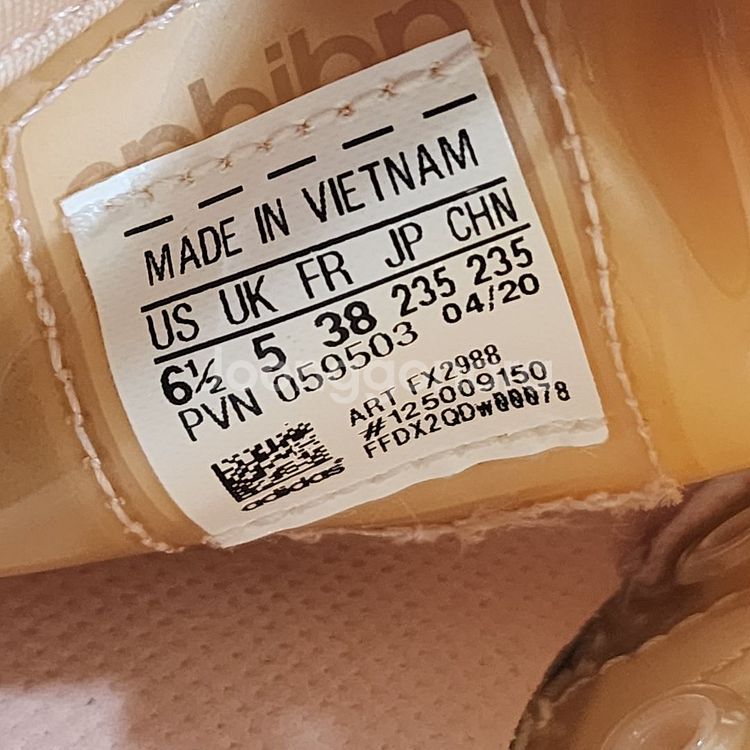 MADE IN VIETNAM
US UK FR JP CHN
6½ 5 38 235 235
PVN 059503 04/20
ART FX2988
#125009150
FFDX2QDw00078
adidas